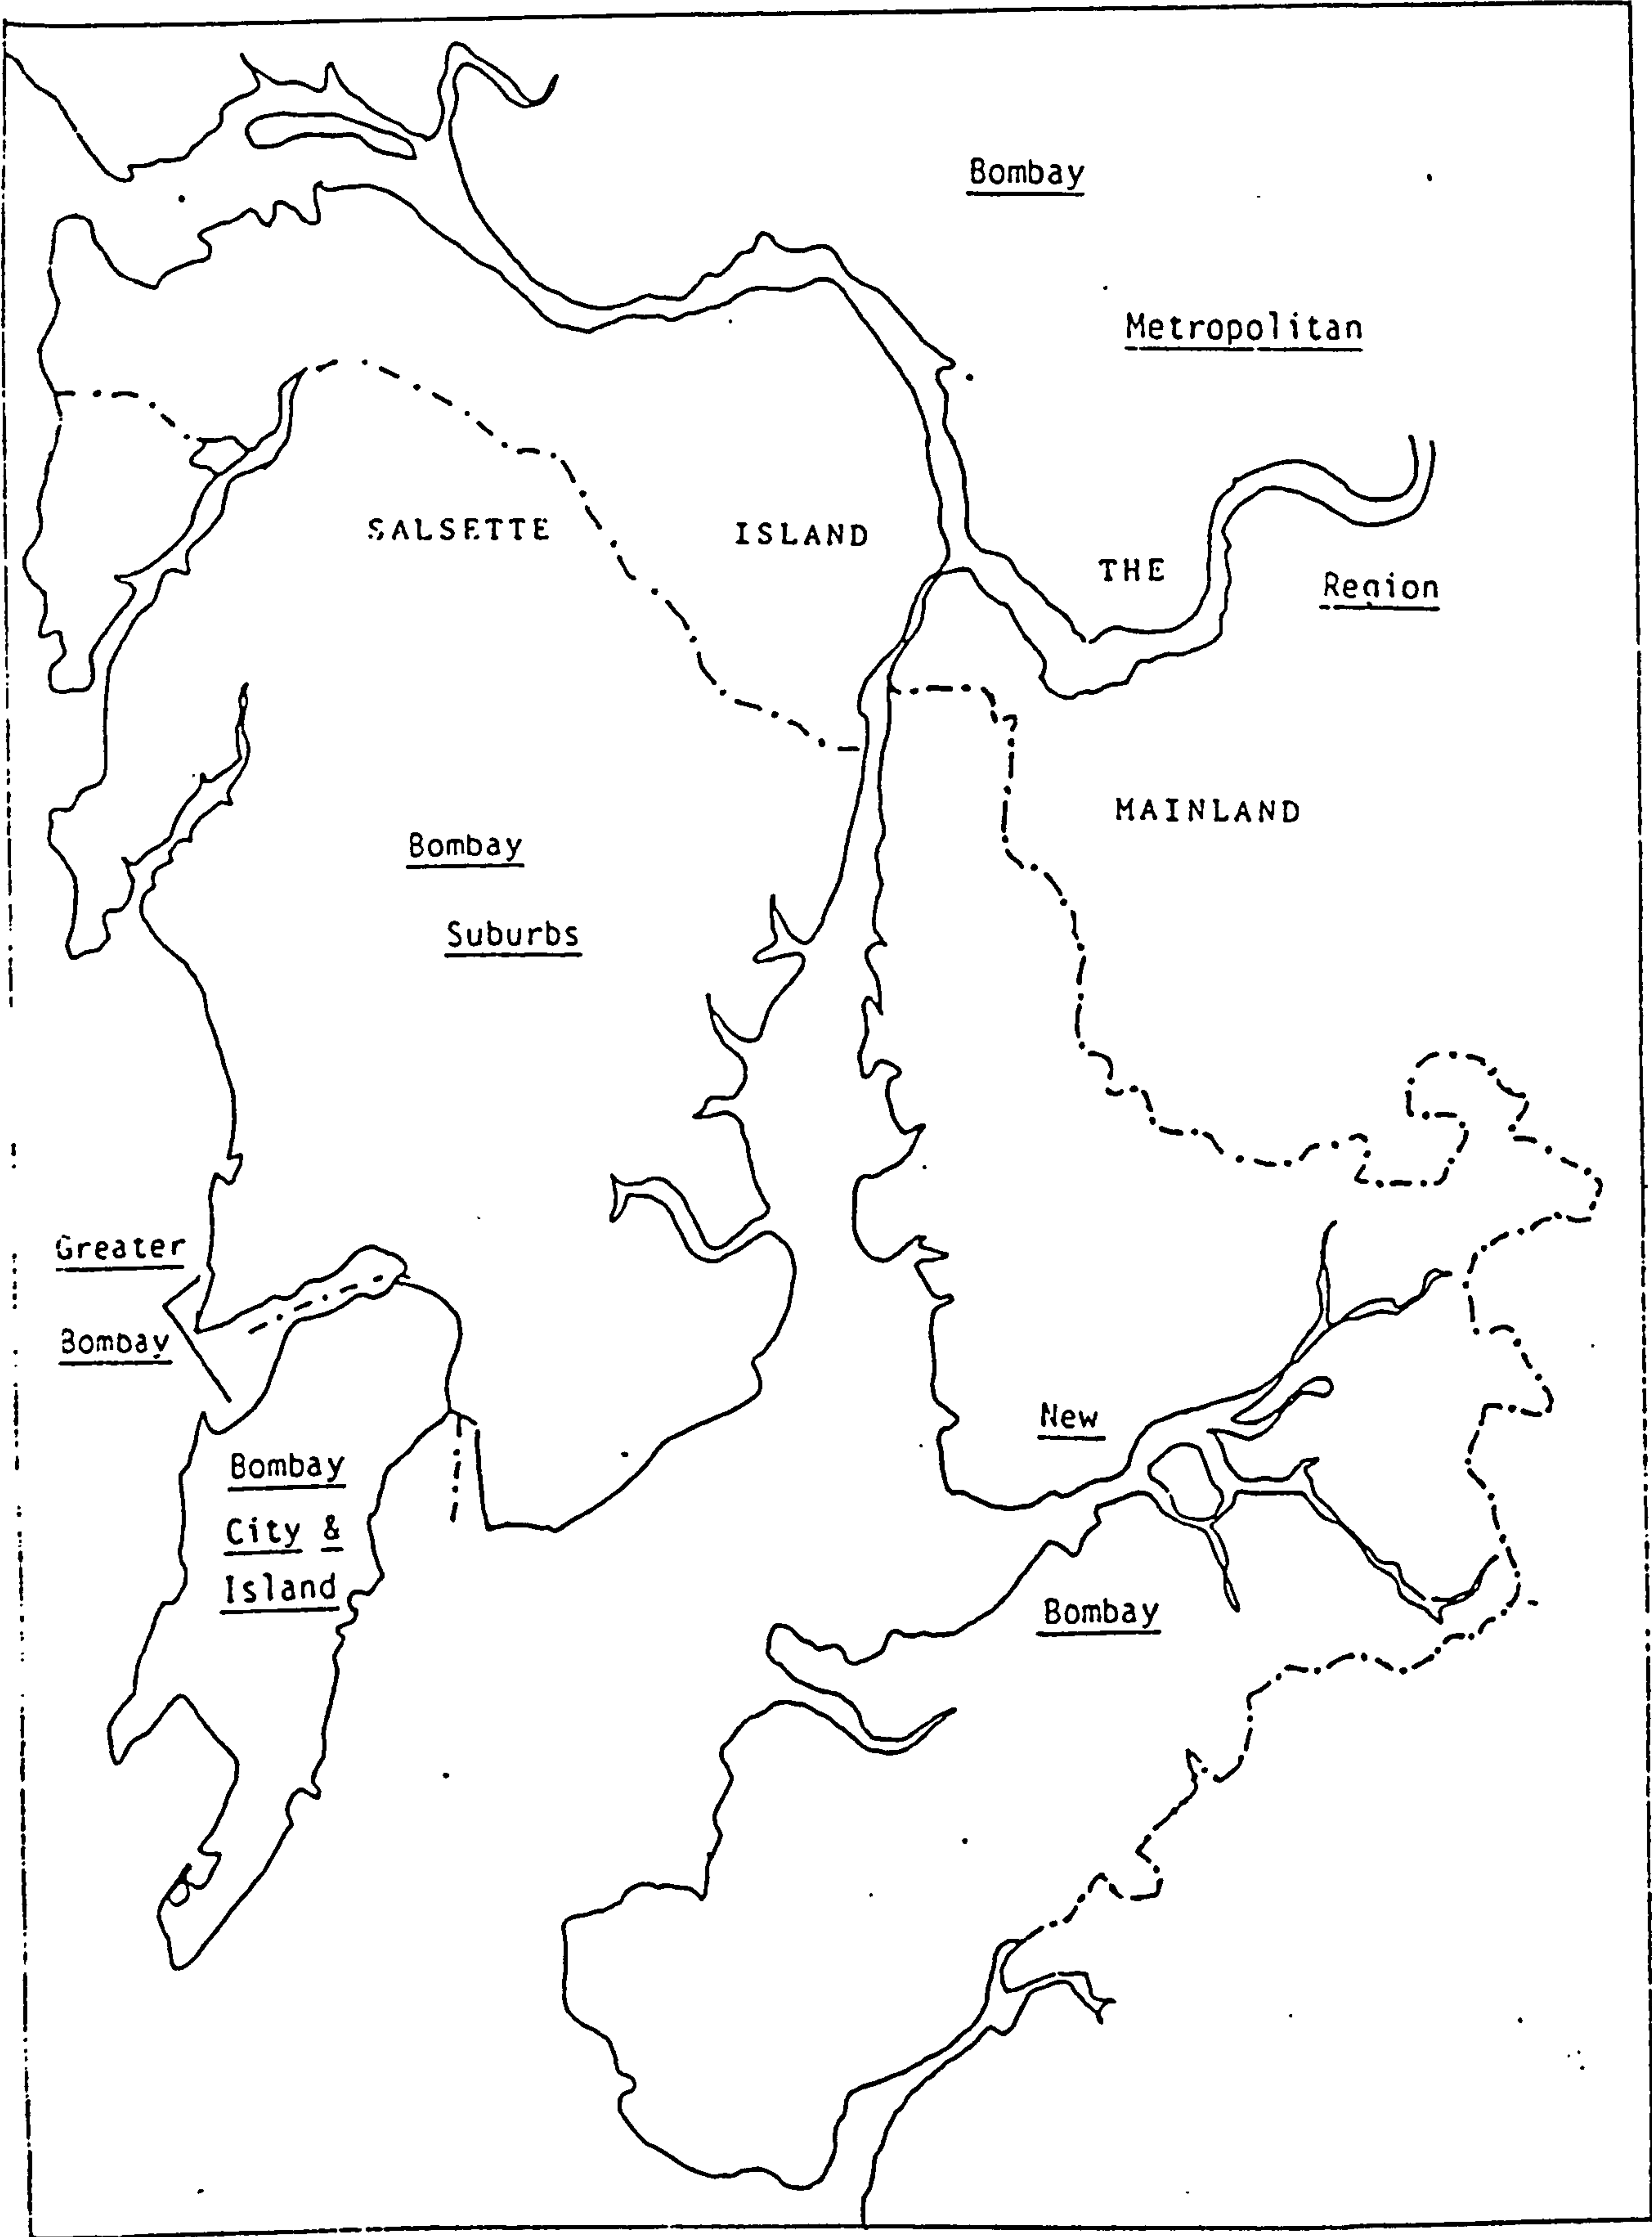 Bombay
Metropolitan
SALSETTE ISLAND
THE
Region
MAINLAND
Bombay
Suburbs
Greater
Bombay
New
Bombay
City &
Island
Bombay